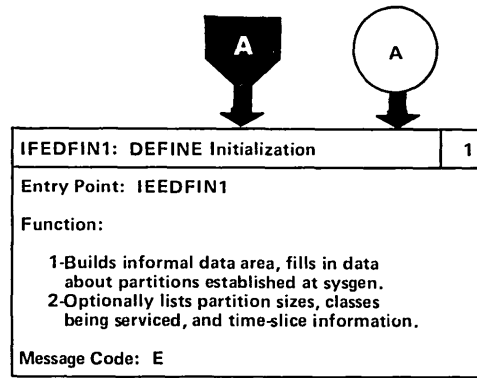 A
A
IFEDFIN1: DEFINE Initialization 1
Entry Point: IEEDFIN1
Function:
1-Builds informal data area, fills in data
about partitions established at sysgen.
2-Optionally lists partition sizes, classes
being serviced, and time-slice information.
Message Code: E